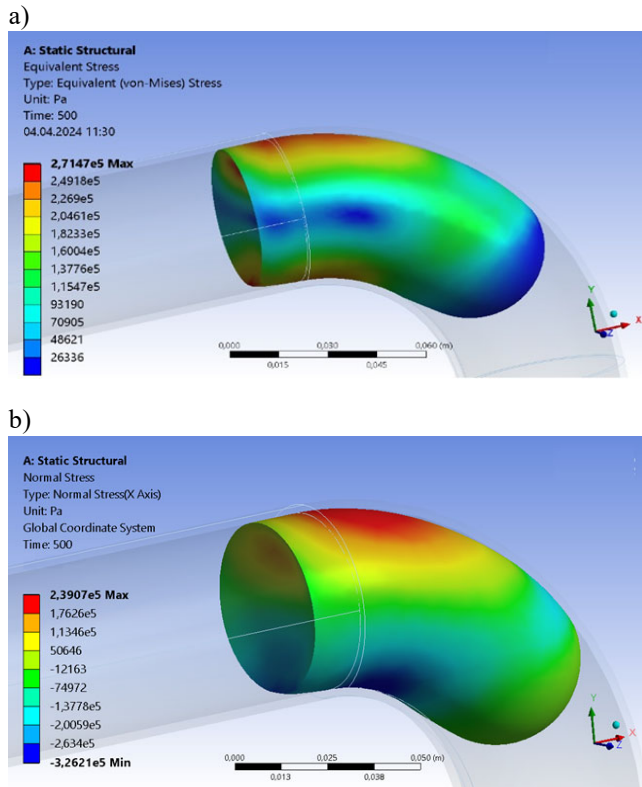 a)
A: Static Structural
Equivalent Stress
Type: Equivalent (von-Mises) Stress
Unit: Pa
Time: 500
04.04.2024 11:30
2,7147e5 Max
2,4918e5
2,269e5
2,0461e5
1,8233e5
1,6004e5
1,3776e5
1,1547e5
93190
70905
48621
26336
Y
X
Z
0,000 0,030 0,060 (m)
0,015 0,045
b)
A: Static Structural
Normal Stress
Type: Normal Stress(X Axis)
Unit: Pa
Global Coordinate System
Time: 500
2,3907e5 Max
1,7626e5
1,1346e5
50646
-12163
-74972
-1,3778e5
-2,0059e5
-2,634e5
-3,2621e5 Min
Y
X
Z
0,000 0,025 0,050 (m)
0,013 0,038